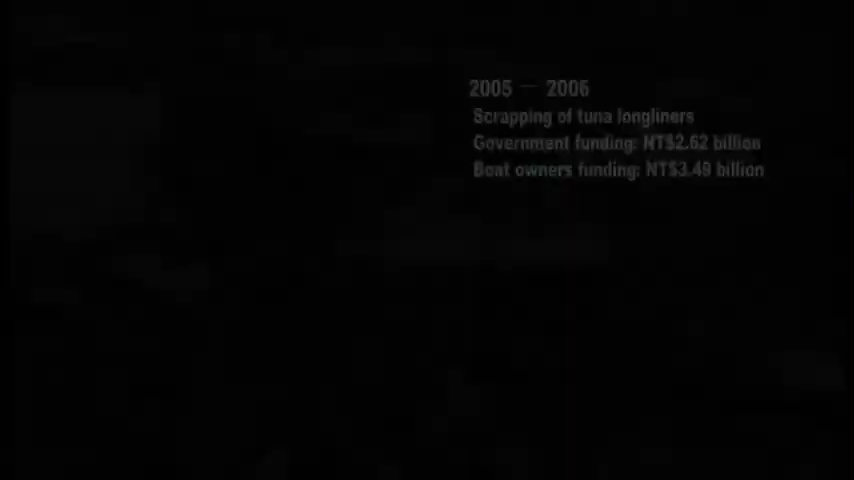 2005 — 2006
Scrapping of tuna longliners
Government funding: NT$2.62 billion
Boat owners funding: NT$3.49 billion